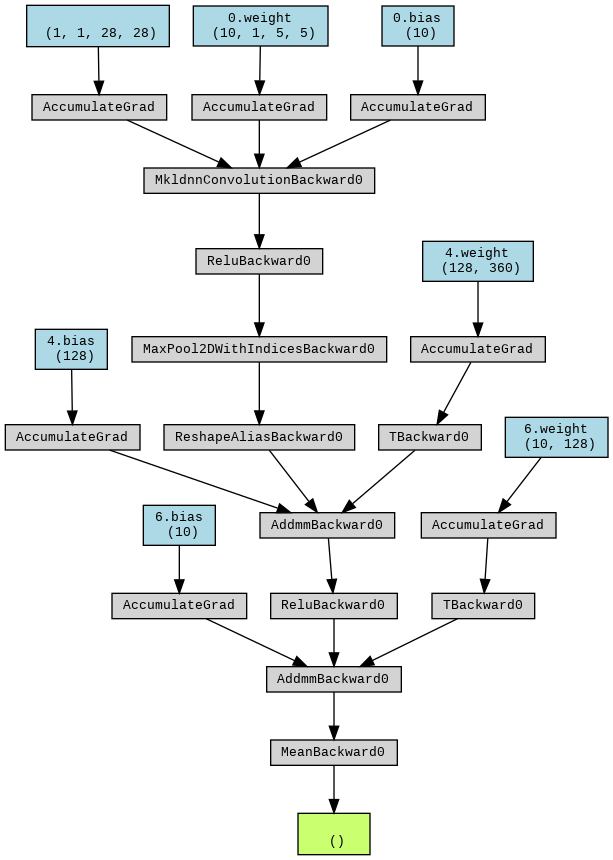 (1, 1, 28, 28)
0.weight
(10, 1, 5, 5)
0.bias
(10)
AccumulateGrad
AccumulateGrad
AccumulateGrad
MkldnnConvolutionBackward0
ReluBackward0
4.weight
(128, 360)
4.bias
(128)
MaxPool2DWithIndicesBackward0
AccumulateGrad
AccumulateGrad
ReshapeAliasBackward0
TBackward0
6.weight
(10, 128)
6.bias
(10)
AddmmBackward0
AccumulateGrad
AccumulateGrad
ReluBackward0
TBackward0
AddmmBackward0
MeanBackward0
()